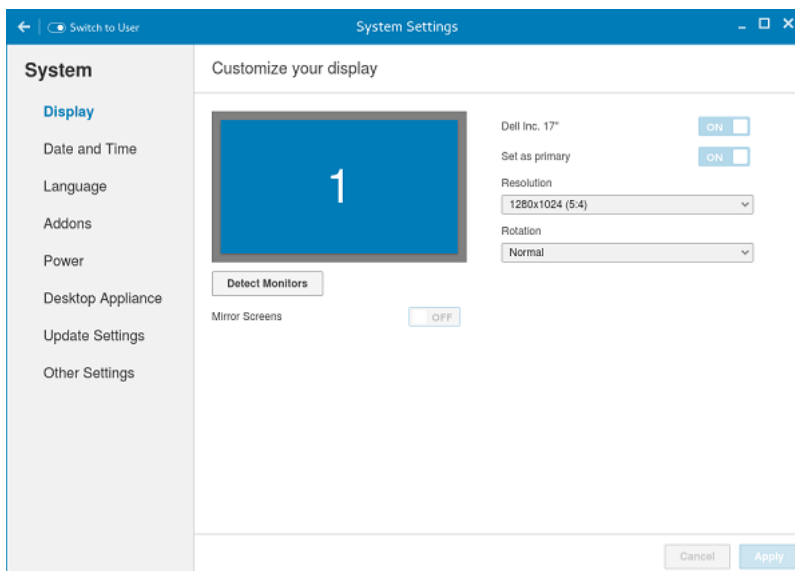 Switch to User
System Settings
System
Display
Date and Time
Language
Addons
Power
Desktop Appliance
Update Settings
Other Settings
Customize your display
1
Detect Monitors
Mirror Screens
OFF
Dell Inc. 17"
ON
Set as primary
ON
Resolution
1280x1024 (5:4)
Rotation
Normal
Cancel
Apply